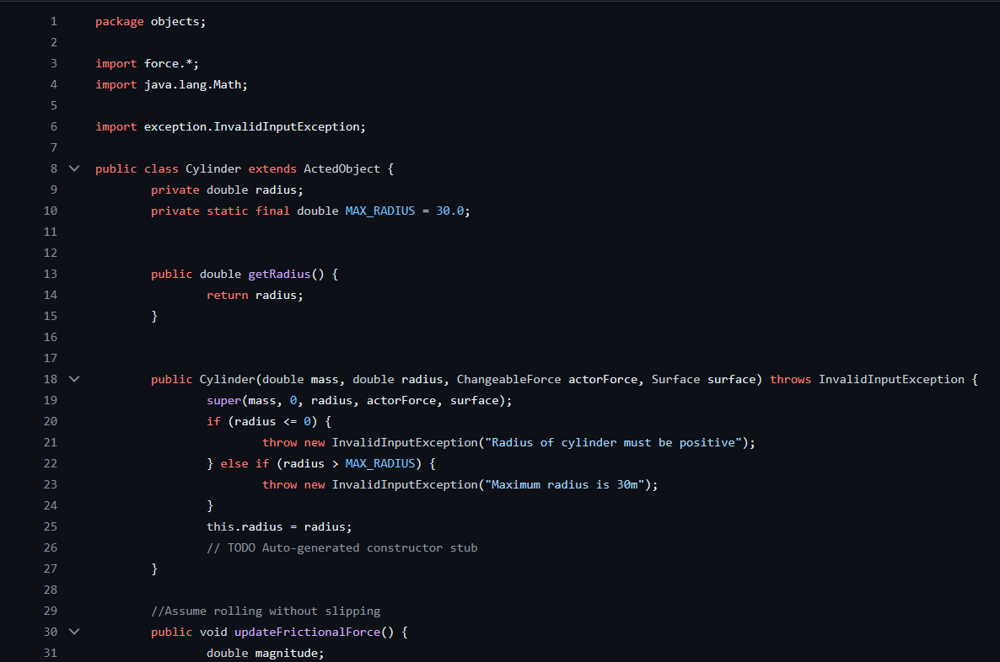 1 package objects;
2
3 import force.*;
4 import java.lang.Math;
5
6 import exception.InvalidInputException;
7
8 public class Cylinder extends ActedObject {
9 private double radius;
10 private static final double MAX_RADIUS = 30.0;
11
12
13 public double getRadius() {
14 return radius;
15 }
16
17
18 public Cylinder(double mass, double radius, ChangeableForce actorForce, Surface surface) throws InvalidInputException {
19 super(mass, 0, radius, actorForce, surface);
20 if (radius <= 0) {
21 throw new InvalidInputException("Radius of cylinder must be positive");
22 } else if (radius > MAX_RADIUS) {
23 throw new InvalidInputException("Maximum radius is 30m");
24 }
25 this.radius = radius;
26 // TODO Auto-generated constructor stub
27 }
28
29 //Assume rolling without slipping
30 public void updateFrictionalForce() {
31 double magnitude;